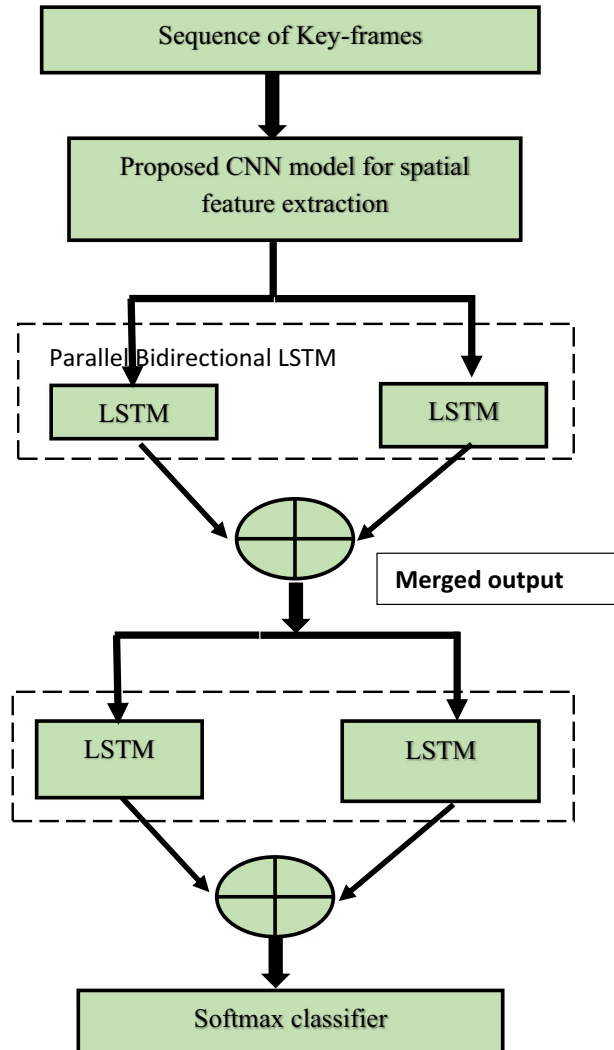 Sequence of Key-frames
Proposed CNN model for spatial
feature extraction
Parallel Bidirectional LSTM
LSTM
LSTM
Merged output
LSTM
LSTM
Softmax classifier